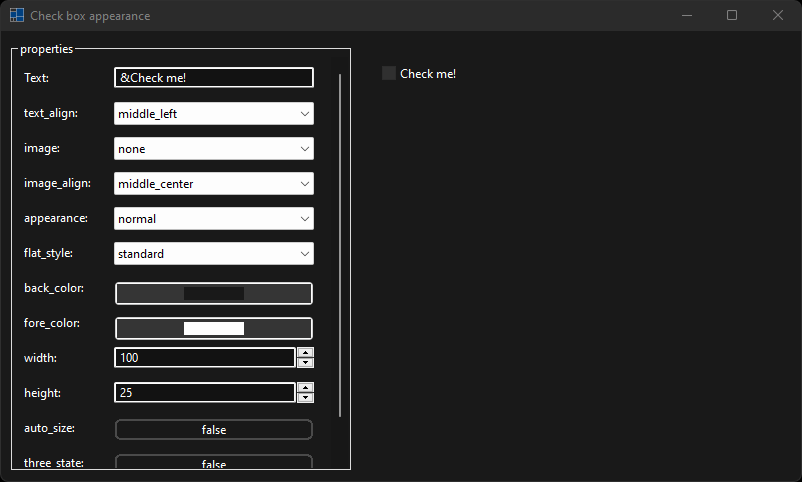 Check box appearance
properties
Text: &Check me!
text_align: middle_left
image: none
image_align: middle_center
appearance: normal
flat_style: standard
back_color:
fore_color:
width: 100
height: 25
auto_size: false
three_state: false
Check me!